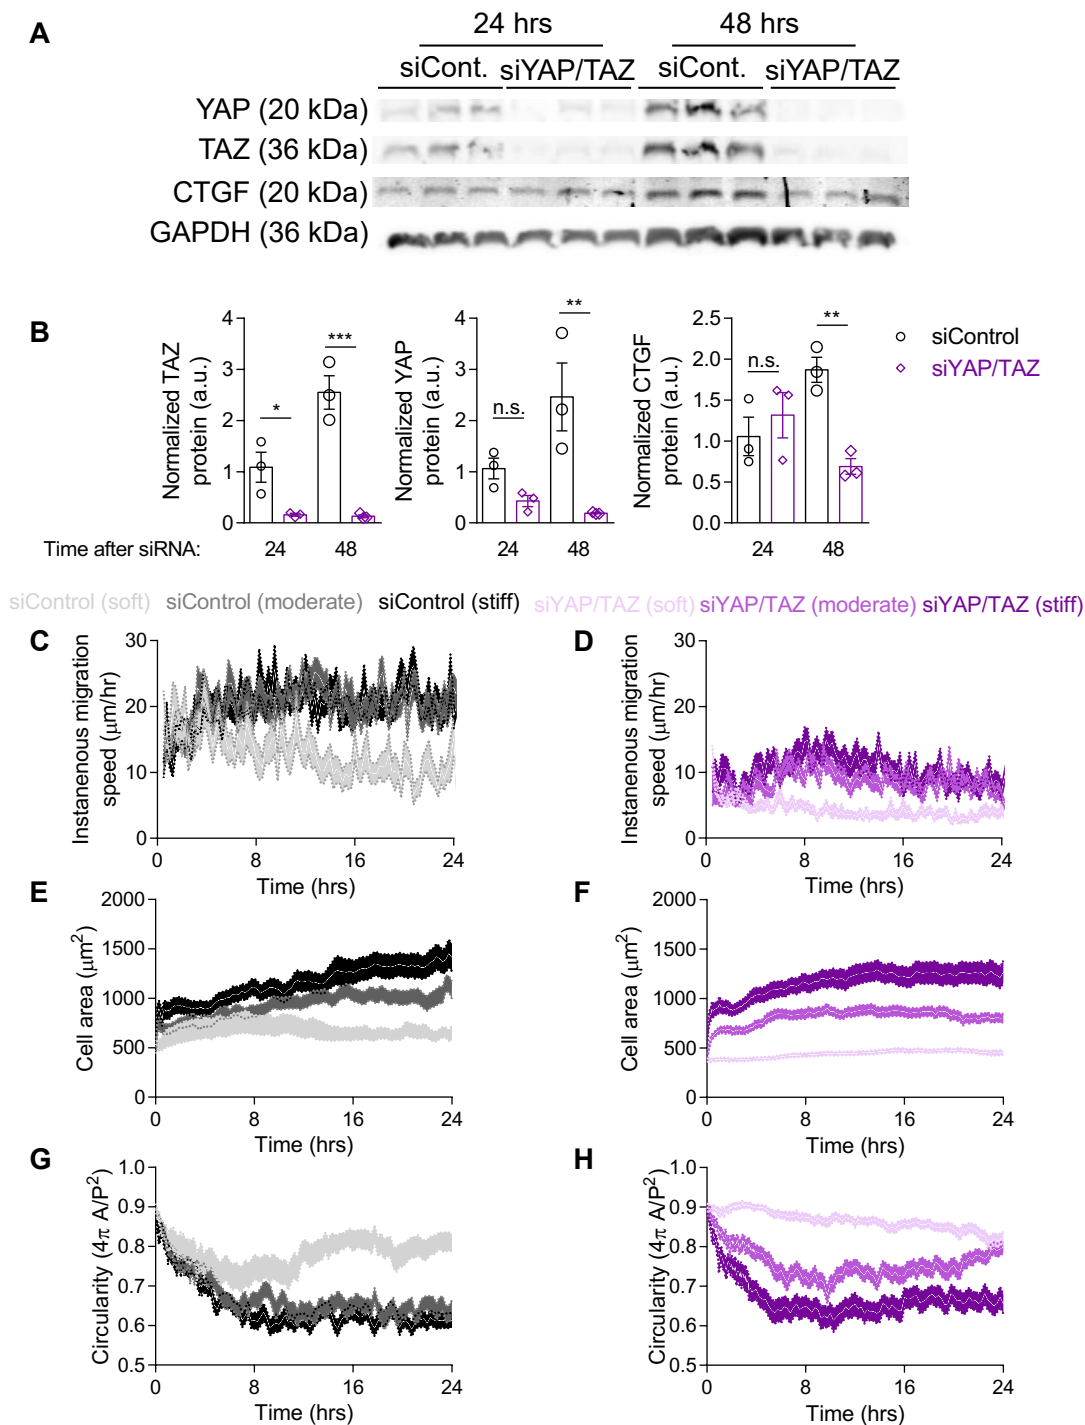 A
24 hrs 48 hrs
siCont. siYAP/TAZ siCont. siYAP/TAZ
YAP (20 kDa)
TAZ (36 kDa)
CTGF (20 kDa)
GAPDH (36 kDa)
B
Normalized TAZ
protein (a.u.)
4
3
2
1
0
*
***
Normalized YAP
protein (a.u.)
4
3
2
1
0
n.s.
**
Normalized CTGF
protein (a.u.)
2.5
2.0
1.5
1.0
0.5
0.0
n.s.
**
siControl
siYAP/TAZ
Time after siRNA: 24 48 24 48 24 48
siControl (soft) siControl (moderate) siControl (stiff) siYAP/TAZ (soft) siYAP/TAZ (moderate) siYAP/TAZ (stiff)
C
Instanenous migration
speed (μm/hr)
30
20
10
0
0 8 16 24
Time (hrs)
D
Instanenous migration
speed (μm/hr)
30
20
10
0
0 8 16 24
Time (hrs)
E
Cell area (μm²)
2000
1500
1000
500
0
0 8 16 24
Time (hrs)
F
Cell area (μm²)
2000
1500
1000
500
0
0 8 16 24
Time (hrs)
G
Circularity (4π A/P²)
1.0
0.9
0.8
0.7
0.6
0.5
0 8 16 24
Time (hrs)
H
Circularity (4π A/P²)
1.0
0.9
0.8
0.7
0.6
0.5
0 8 16 24
Time (hrs)